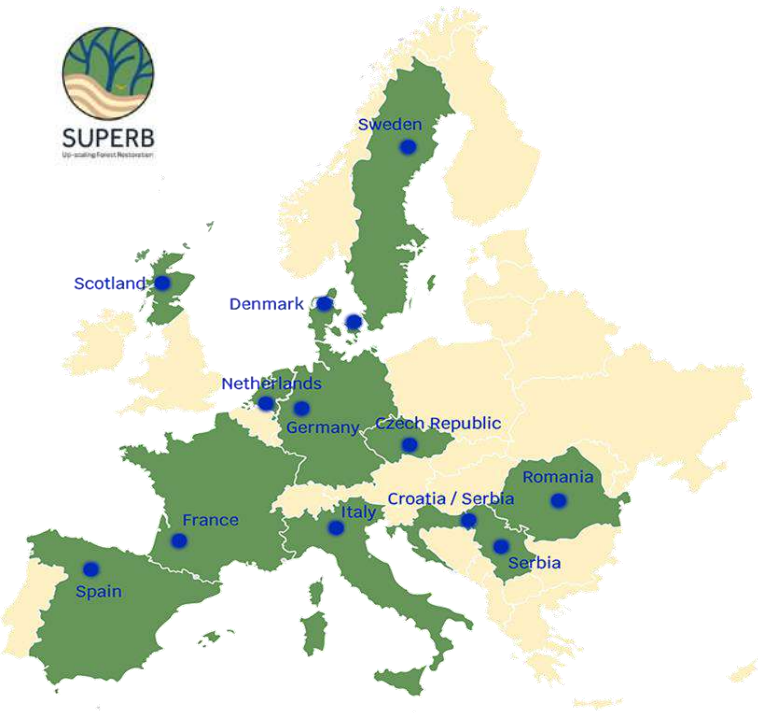 SUPERB
Up-scaling Forest Restoration
Sweden
Scotland
Denmark
Netherlands
Germany
Czech Republic
Romania
Croatia / Serbia
Italy
France
Serbia
Spain